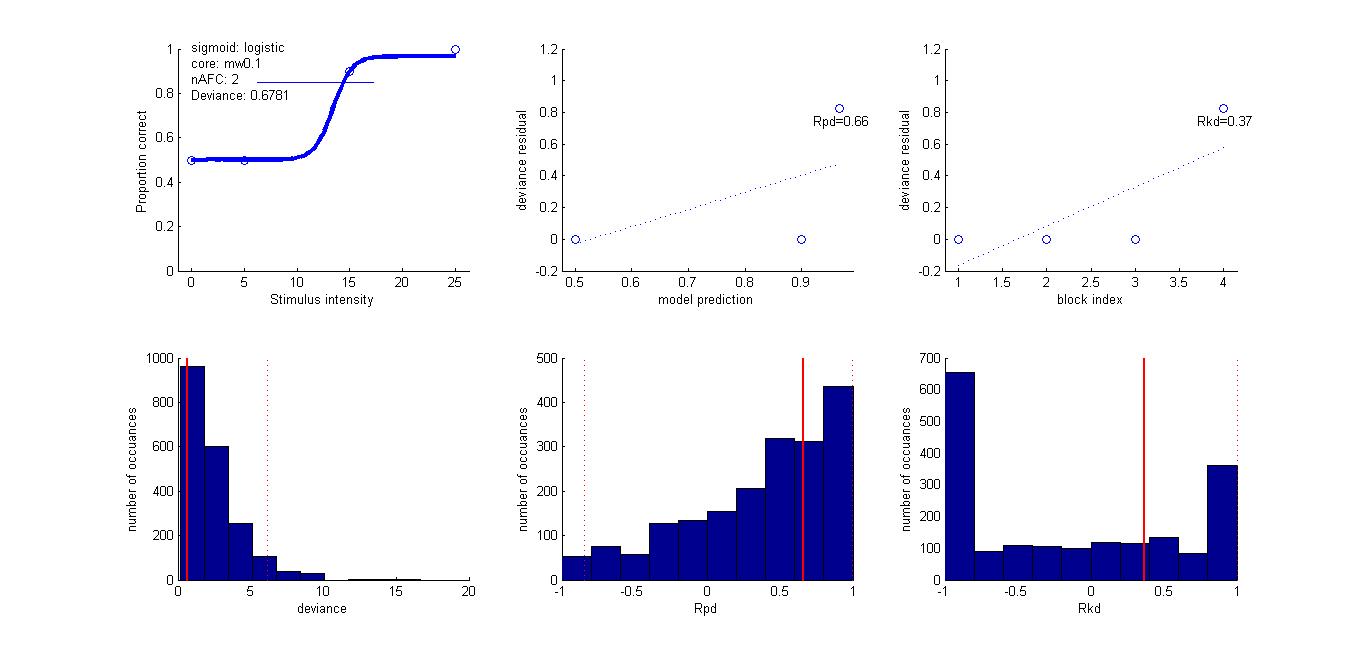 sigmoid: logistic
core: mw0.1
nAFC: 2
Deviance: 0.6781
Proportion correct
1
0.8
0.6
0.4
0.2
0
0 5 10 15 20 25
Stimulus intensity
deviance residual
1.2
1
0.8
0.6
0.4
0.2
0
-0.2
Rpd=0.66
0.5 0.6 0.7 0.8 0.9
model prediction
deviance residual
1.2
1
0.8
0.6
0.4
0.2
0
-0.2
Rkd=0.37
1 1.5 2 2.5 3 3.5 4
block index
number of occuances
1000
800
600
400
200
0
0 5 10 15 20
deviance
number of occuances
500
400
300
200
100
0
-1 -0.5 0 0.5 1
Rpd
number of occuances
700
600
500
400
300
200
100
0
-1 -0.5 0 0.5 1
Rkd